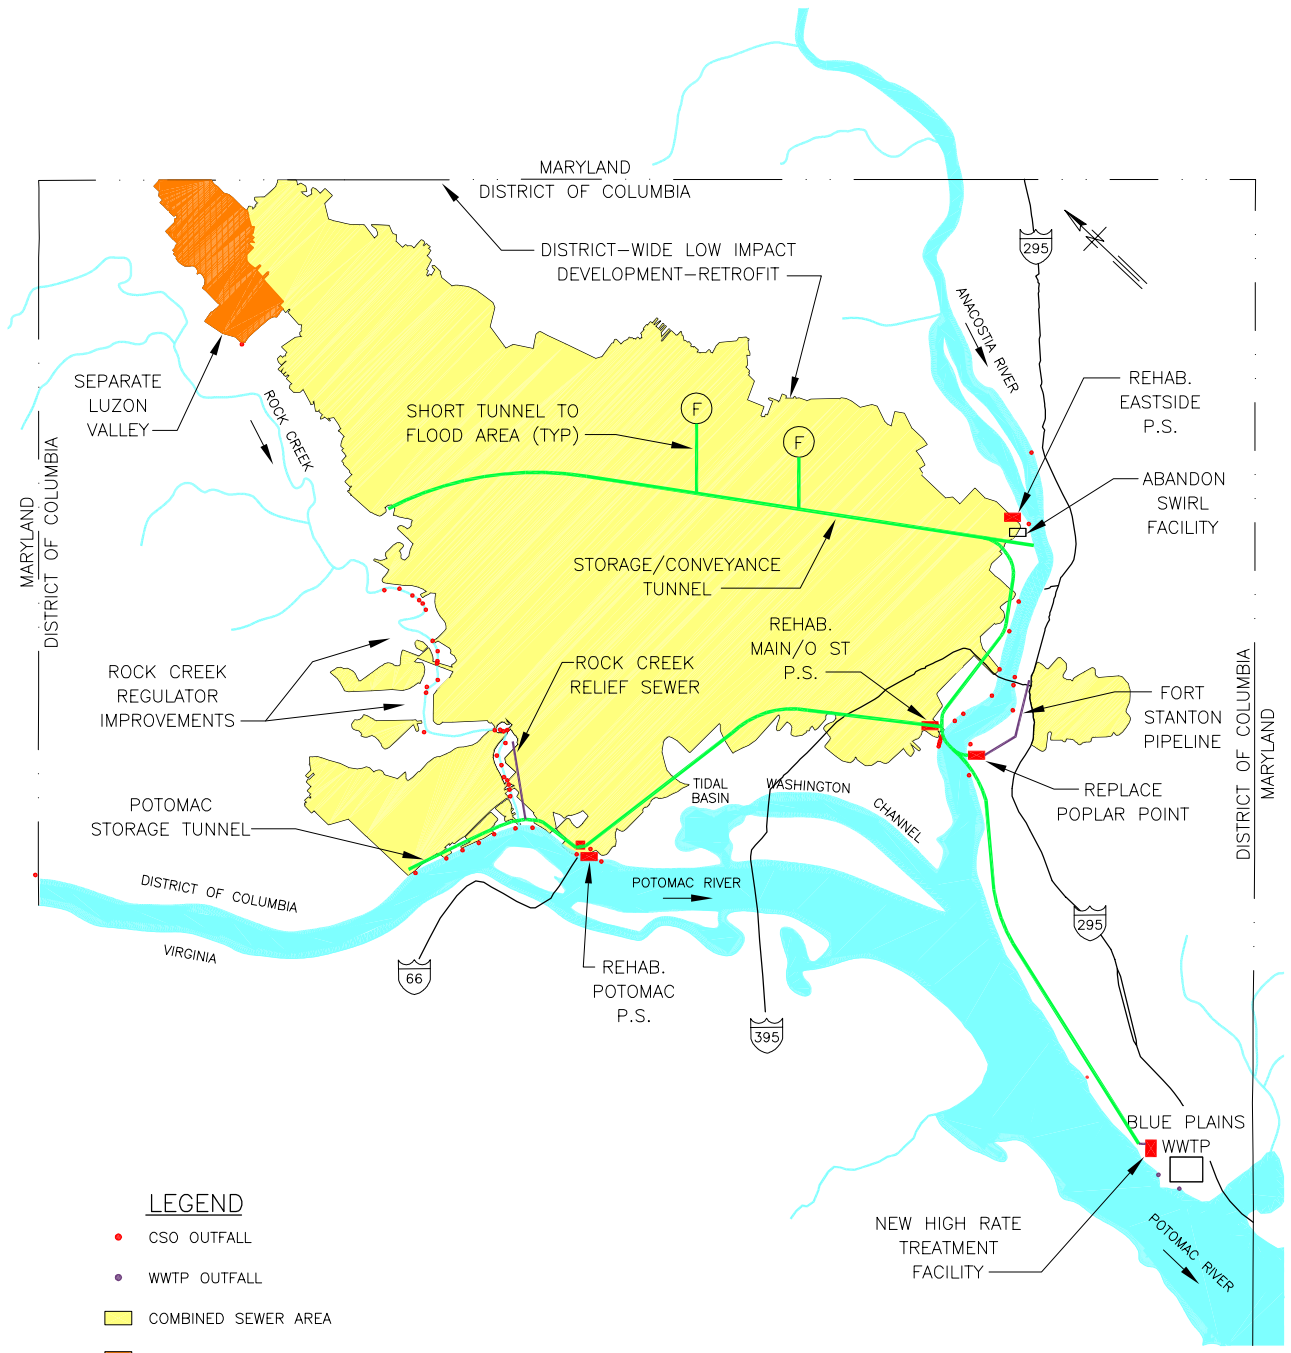 MARYLAND
DISTRICT OF COLUMBIA
DISTRICT-WIDE LOW IMPACT
DEVELOPMENT-RETROFIT
295
N
ANACOSTIA RIVER
SEPARATE
LUZON
VALLEY
ROCK CREEK
SHORT TUNNEL TO
FLOOD AREA (TYP)
F
F
REHAB.
EASTSIDE
P.S.
ABANDON
SWIRL
FACILITY
MARYLAND
DISTRICT OF COLUMBIA
STORAGE/CONVEYANCE
TUNNEL
REHAB.
MAIN/O ST
P.S.
ROCK CREEK
REGULATOR
IMPROVEMENTS
ROCK CREEK
RELIEF SEWER
FORT
STANTON
PIPELINE
DISTRICT OF COLUMBIA
MARYLAND
POTOMAC
STORAGE TUNNEL
TIDAL
BASIN
WASHINGTON
CHANNEL
REPLACE
POPLAR POINT
DISTRICT OF COLUMBIA
VIRGINIA
POTOMAC RIVER
295
66
REHAB.
POTOMAC
P.S.
395
BLUE PLAINS
WWTP
NEW HIGH RATE
TREATMENT
FACILITY
POTOMAC RIVER
LEGEND
CSO OUTFALL
WWTP OUTFALL
COMBINED SEWER AREA